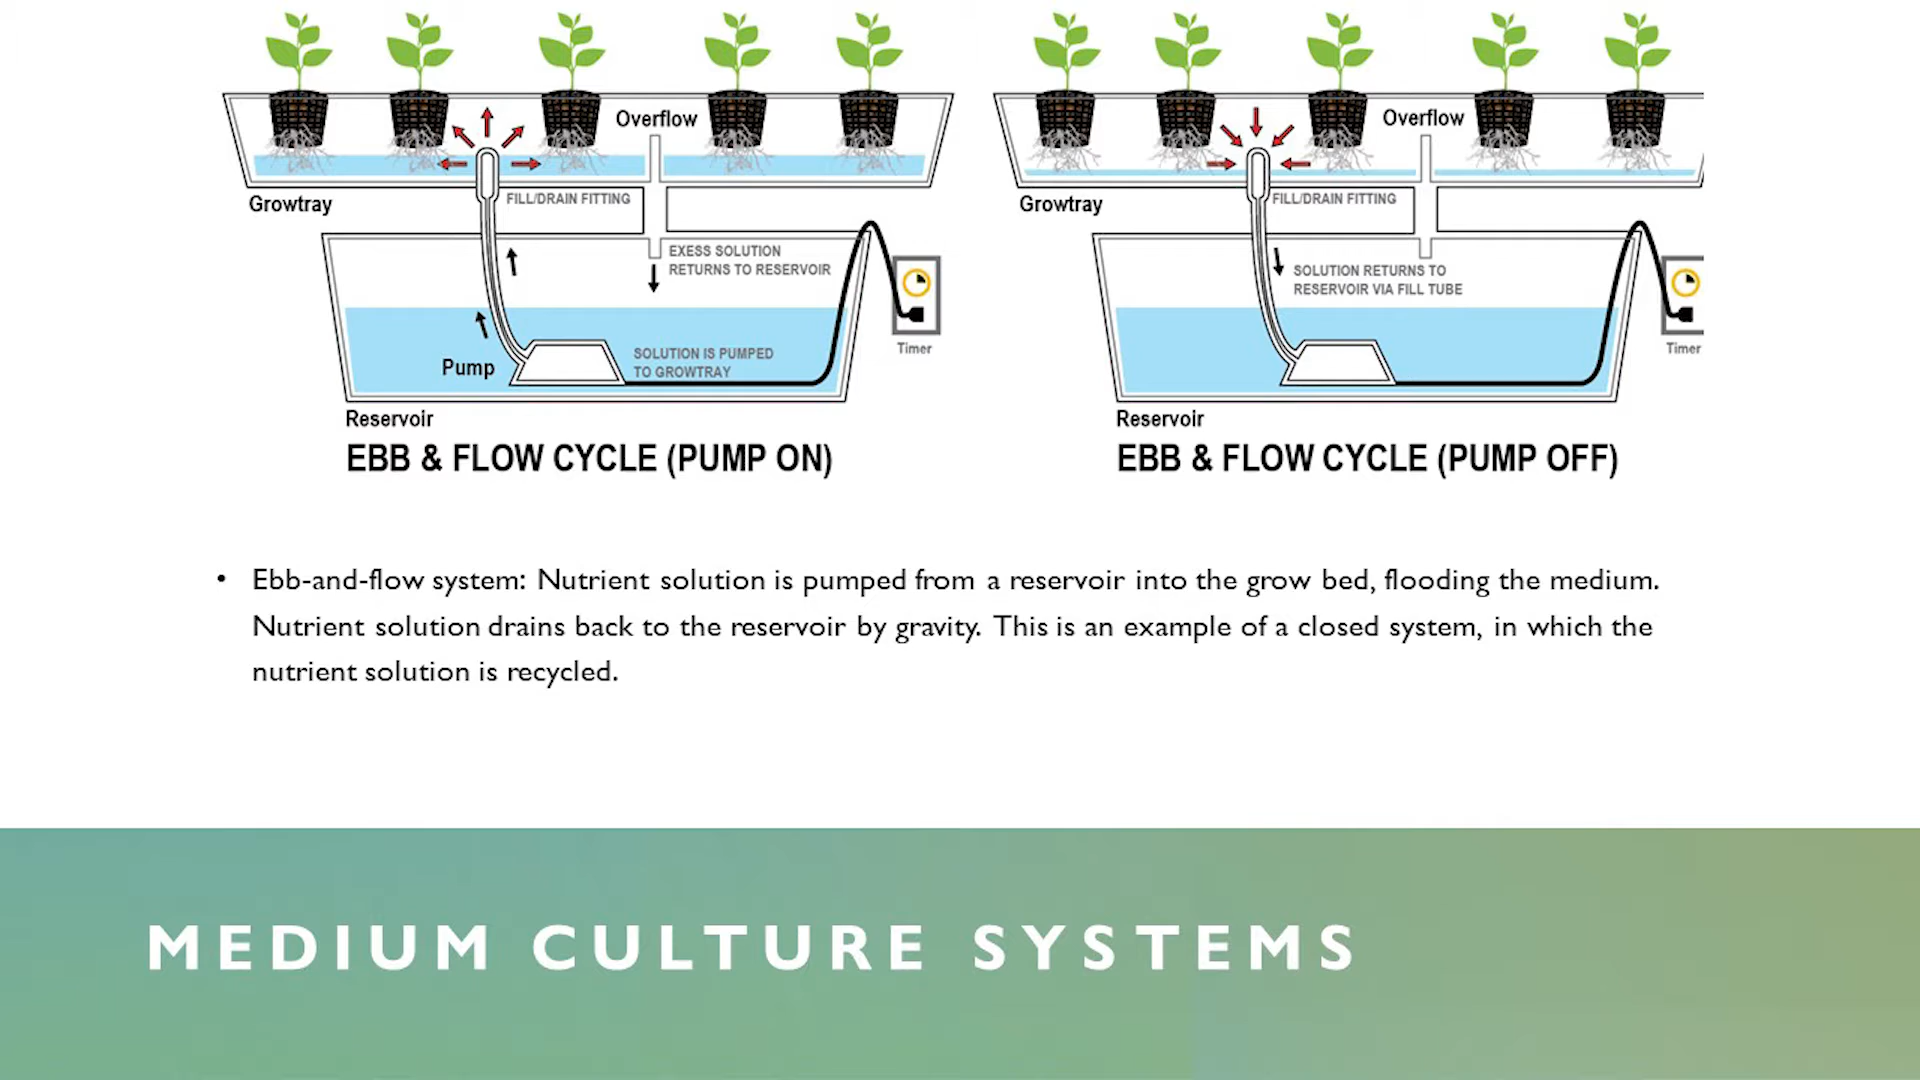 Overflow
Growtray
FILL/DRAIN FITTING
EXESS SOLUTION
RETURNS TO RESERVOIR
Timer
Pump
SOLUTION IS PUMPED
TO GROWTRAY
Reservoir
EBB & FLOW CYCLE (PUMP ON)
Overflow
Growtray
FILL/DRAIN FITTING
SOLUTION RETURNS TO
RESERVOIR VIA FILL TUBE
Timer
Reservoir
EBB & FLOW CYCLE (PUMP OFF)
• Ebb-and-flow system: Nutrient solution is pumped from a reservoir into the grow bed, flooding the medium.
Nutrient solution drains back to the reservoir by gravity. This is an example of a closed system, in which the
nutrient solution is recycled.
MEDIUM CULTURE SYSTEMS